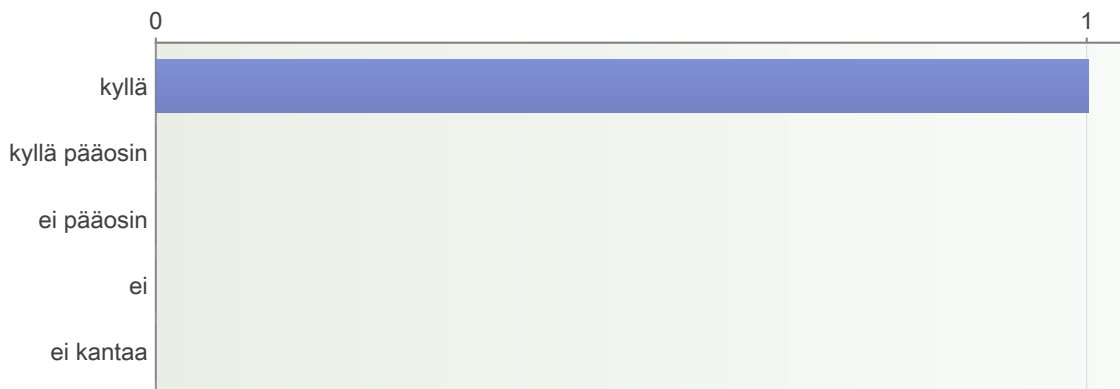 0 1
kyllä
kyllä pääosin
ei pääosin
ei
ei kantaa